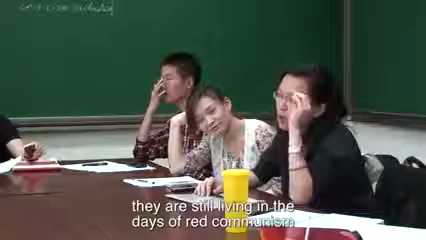 they are still living in the
days of red communism